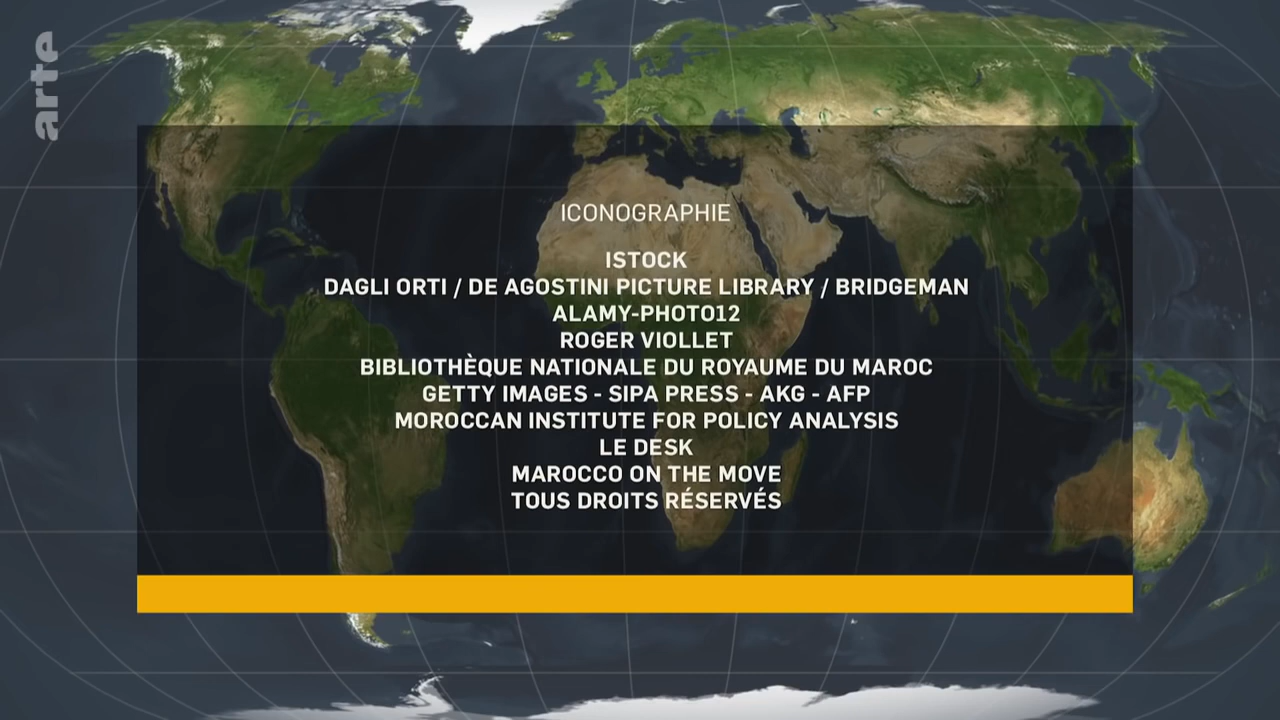 arte
ICONOGRAPHIE
ISTOCK
DAGLI ORTI / DE AGOSTINI PICTURE LIBRARY / BRIDGEMAN
ALAMY-PHOTO12
ROGER VIOLLET
BIBLIOTHÈQUE NATIONALE DU ROYAUME DU MAROC
GETTY IMAGES - SIPA PRESS - AKG - AFP
MOROCCAN INSTITUTE FOR POLICY ANALYSIS
LE DESK
MAROCCO ON THE MOVE
TOUS DROITS RÉSERVÉS